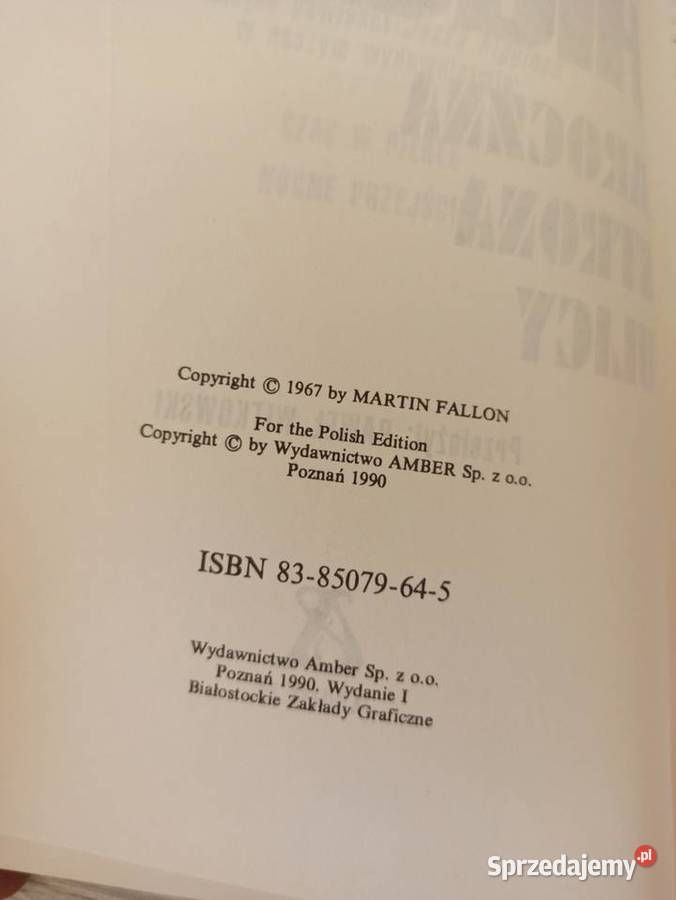 Copyright © 1967 by MARTIN FALLON
For the Polish Edition
Copyright © by Wydawnictwo AMBER Sp. z o.o.
Poznań 1990
ISBN 83-85079-64-5
Wydawnictwo Amber Sp. z o.o.
Poznań 1990. Wydanie I
Białostockie Zakłady Graficzne
Sprzedajemy.pl